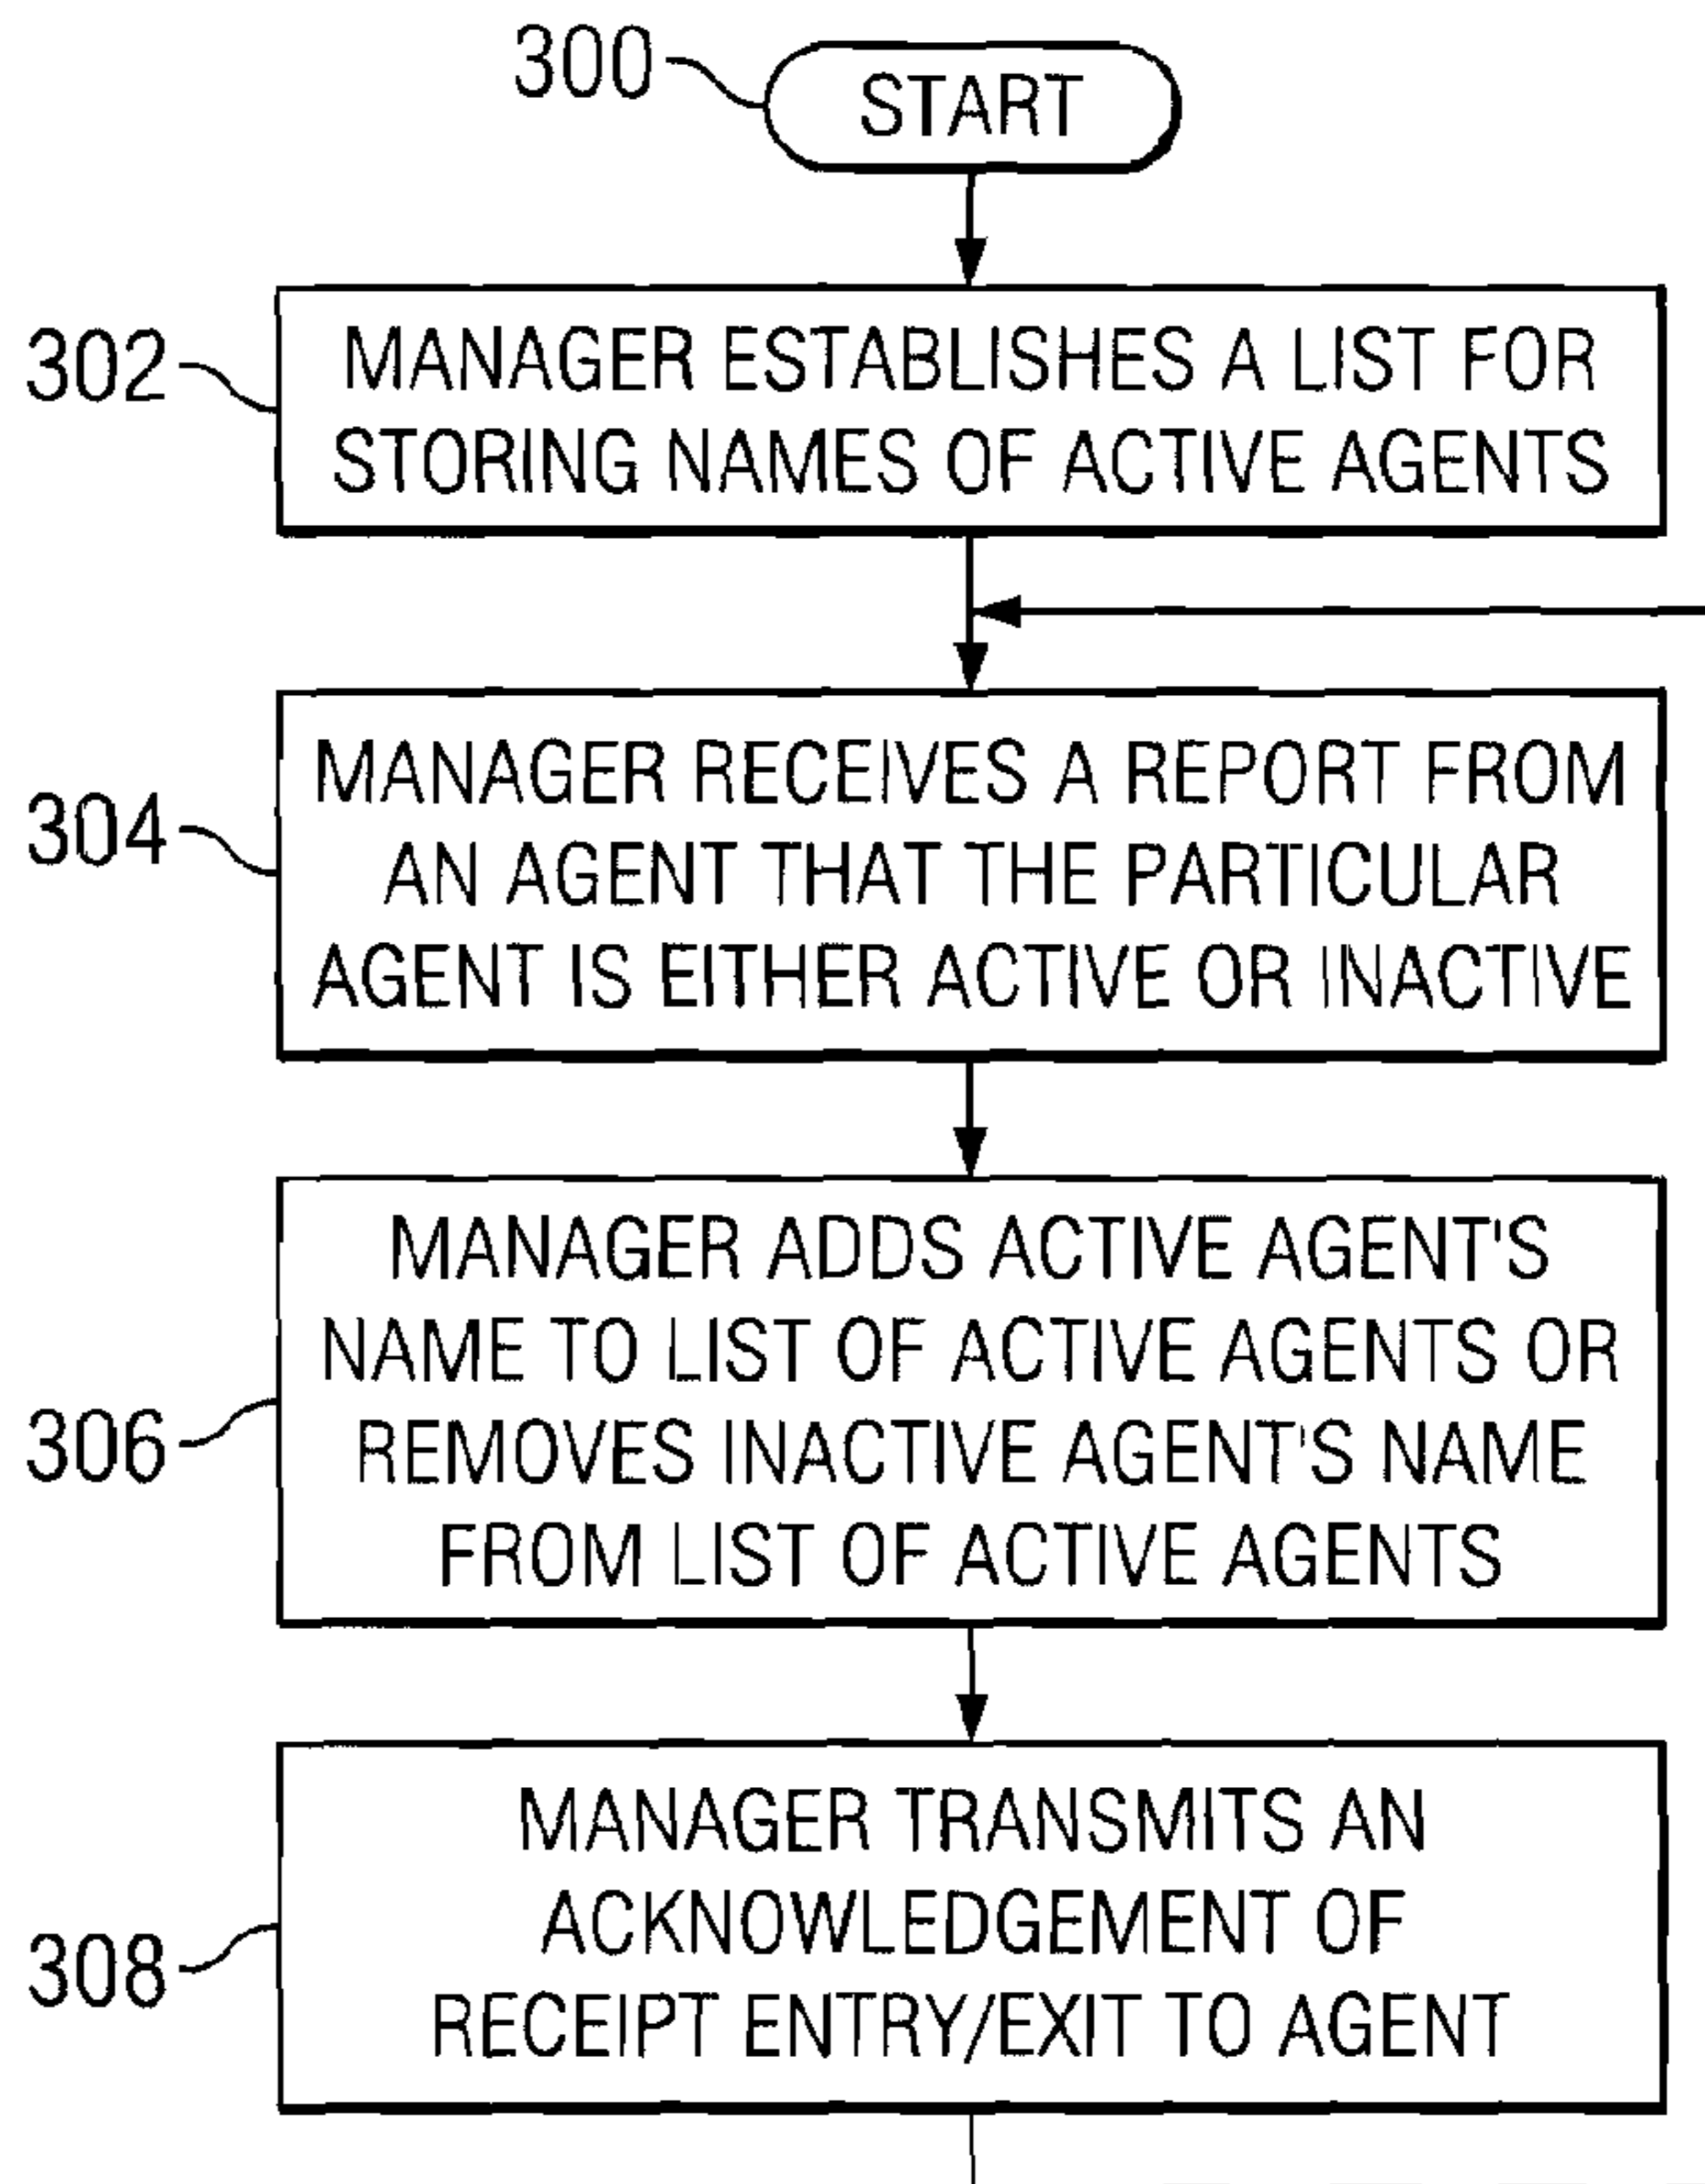 300
START
302
MANAGER ESTABLISHES A LIST FOR
STORING NAMES OF ACTIVE AGENTS
304
MANAGER RECEIVES A REPORT FROM
AN AGENT THAT THE PARTICULAR
AGENT IS EITHER ACTIVE OR INACTIVE
306
MANAGER ADDS ACTIVE AGENT'S
NAME TO LIST OF ACTIVE AGENTS OR
REMOVES INACTIVE AGENT'S NAME
FROM LIST OF ACTIVE AGENTS
308
MANAGER TRANSMITS AN
ACKNOWLEDGEMENT OF
RECEIPT ENTRY/EXIT TO AGENT